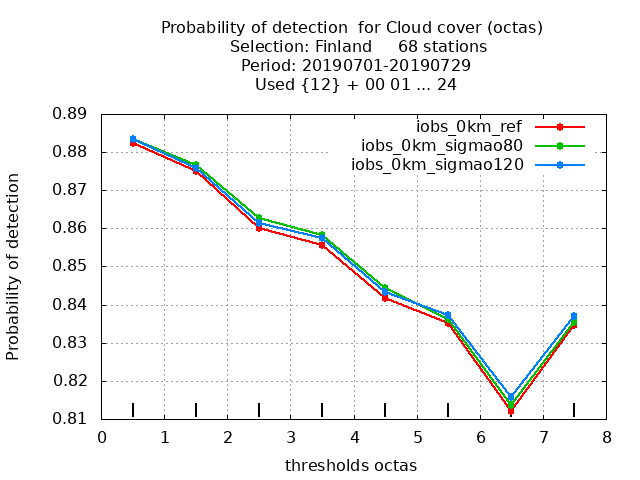 Probability of detection  for Cloud cover (octas)
Selection: Finland     68 stations
Period: 20190701-20190729
Used {12} + 00 01 ... 24
iobs_0km_ref
iobs_0km_sigmao80
iobs_0km_sigmao120
Probability of detection
0.89
0.88
0.87
0.86
0.85
0.84
0.83
0.82
0.81
0 1 2 3 4 5 6 7 8
thresholds octas